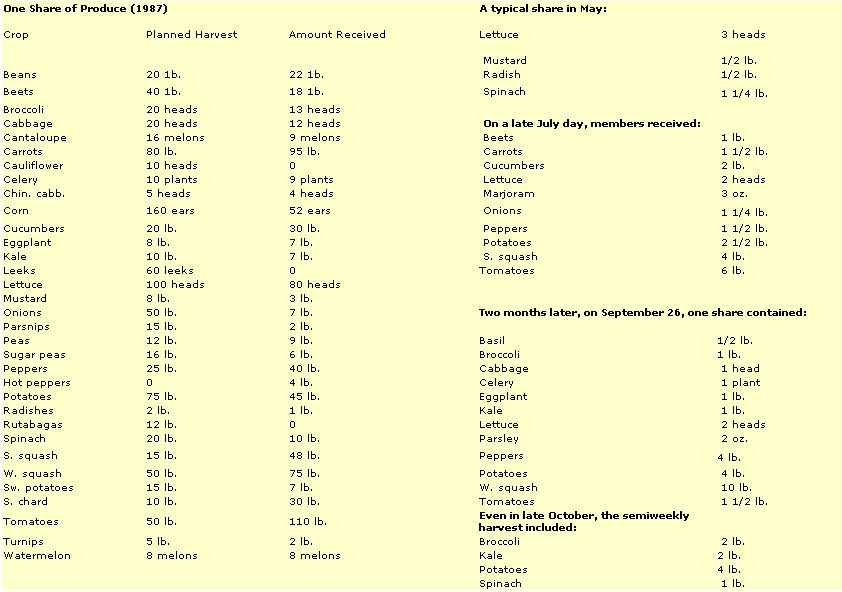 One Share of Produce (1987)
Crop Planned Harvest Amount Received
Beans 20 1b. 22 1b.
Beets 40 1b. 18 1b.
Broccoli 20 heads 13 heads
Cabbage 20 heads 12 heads
Cantaloupe 16 melons 9 melons
Carrots 80 lb. 95 lb.
Cauliflower 10 heads 0
Celery 10 plants 9 plants
Chin. cabb. 5 heads 4 heads
Corn 160 ears 52 ears
Cucumbers 20 lb. 30 lb.
Eggplant 8 lb. 7 lb.
Kale 10 lb. 7 lb.
Leeks 60 leeks 0
Lettuce 100 heads 80 heads
Mustard 8 lb. 3 lb.
Onions 50 lb. 7 lb.
Parsnips 15 lb. 2 lb.
Peas 12 lb. 9 lb.
Sugar peas 16 lb. 6 lb.
Peppers 25 lb. 40 lb.
Hot peppers 0 4 lb.
Potatoes 75 lb. 45 lb.
Radishes 2 lb. 1 lb.
Rutabagas 12 lb. 0
Spinach 20 lb. 10 lb.
S. squash 15 lb. 48 lb.
W. squash 50 lb. 75 lb.
Sw. potatoes 15 lb. 7 lb.
S. chard 10 lb. 30 lb.
Tomatoes 50 lb. 110 lb.
Turnips 5 lb. 2 lb.
Watermelon 8 melons 8 melons
A typical share in May:
Lettuce 3 heads
Mustard 1/2 lb.
Radish 1/2 lb.
Spinach 1 1/4 lb.
On a late July day, members received:
Beets 1 lb.
Carrots 1 1/2 lb.
Cucumbers 2 lb.
Lettuce 2 heads
Marjoram 3 oz.
Onions 1 1/4 lb.
Peppers 1 1/2 lb.
Potatoes 2 1/2 lb.
S. squash 4 lb.
Tomatoes 6 lb.
Two months later, on September 26, one share contained:
Basil 1/2 lb.
Broccoli 1 lb.
Cabbage 1 head
Celery 1 plant
Eggplant 1 lb.
Kale 1 lb.
Lettuce 2 heads
Parsley 2 oz.
Peppers 4 lb.
Potatoes 4 lb.
W. squash 10 lb.
Tomatoes 1 1/2 lb.
Even in late October, the semiweekly
harvest included:
Broccoli 2 lb.
Kale 2 lb.
Potatoes 4 lb.
Spinach 1 lb.